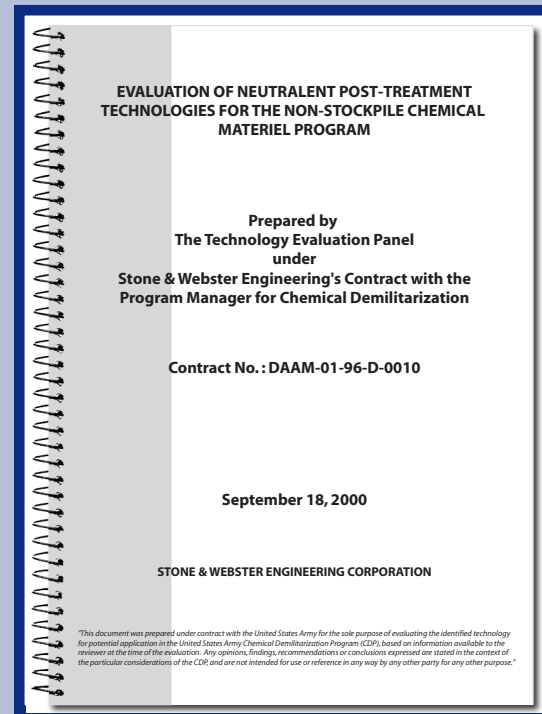 EVALUATION OF NEUTRALENT POST-TREATMENT
TECHNOLOGIES FOR THE NON-STOCKPILE CHEMICAL
MATERIEL PROGRAM
Prepared by
The Technology Evaluation Panel
under
Stone & Webster Engineering's Contract with the
Program Manager for Chemical Demilitarization
Contract No. : DAAM-01-96-D-0010
September 18, 2000
STONE & WEBSTER ENGINEERING CORPORATION
"This document was prepared under contract with the United States Army for the sole purpose of evaluating the identified technology
for potential application in the United States Army Chemical Demilitarization Program (CDP), based on information available to the
reviewer at the time of the evaluation. Any opinions, findings, recommendations or conclusions expressed are stated in the context of
the particular considerations of the CDP, and are not intended for use or reference in any way by any other party for any other purpose."